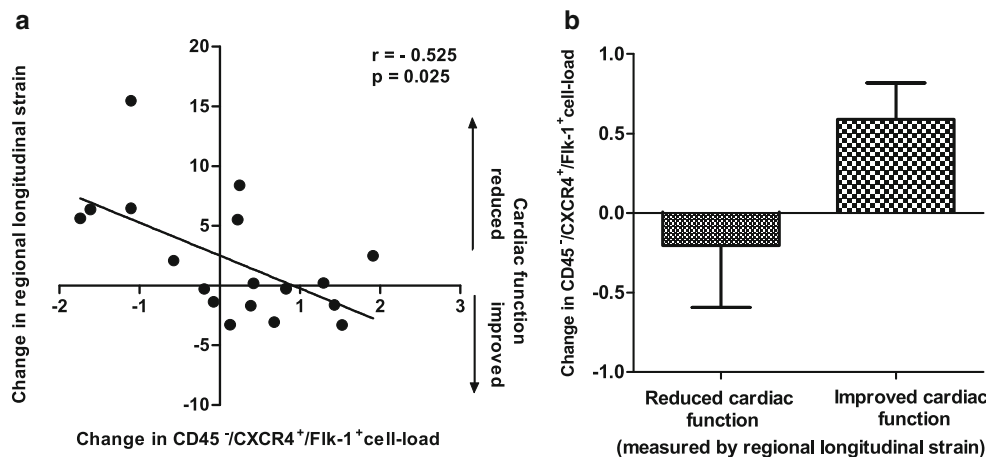 a
20
15
10
5
-5
-10
-2
-1
0
1
2
3
r = - 0.525
p = 0.025
Change in regional longitudinal strain
Change in CD45⁻/CXCR4⁺/Flk-1⁺cell-load
Cardiac function
reduced
improved
b
Change in CD45⁻/CXCR4⁺/Flk-1⁺cell-load
1.0
0.5
0.0
-0.5
-1.0
Reduced cardiac
function
Improved cardiac
function
(measured by regional longitudinal strain)